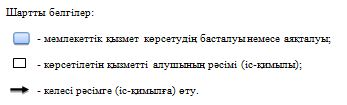 Шартты белгілер:
- мемлекеттік қызмет көрсетудің басталуы немесе аяқталуы;
- көрсетілетін қызметті алушының рәсімі (іс-қимылы);
- келесі рәсімге (іс-қимылға) өту.